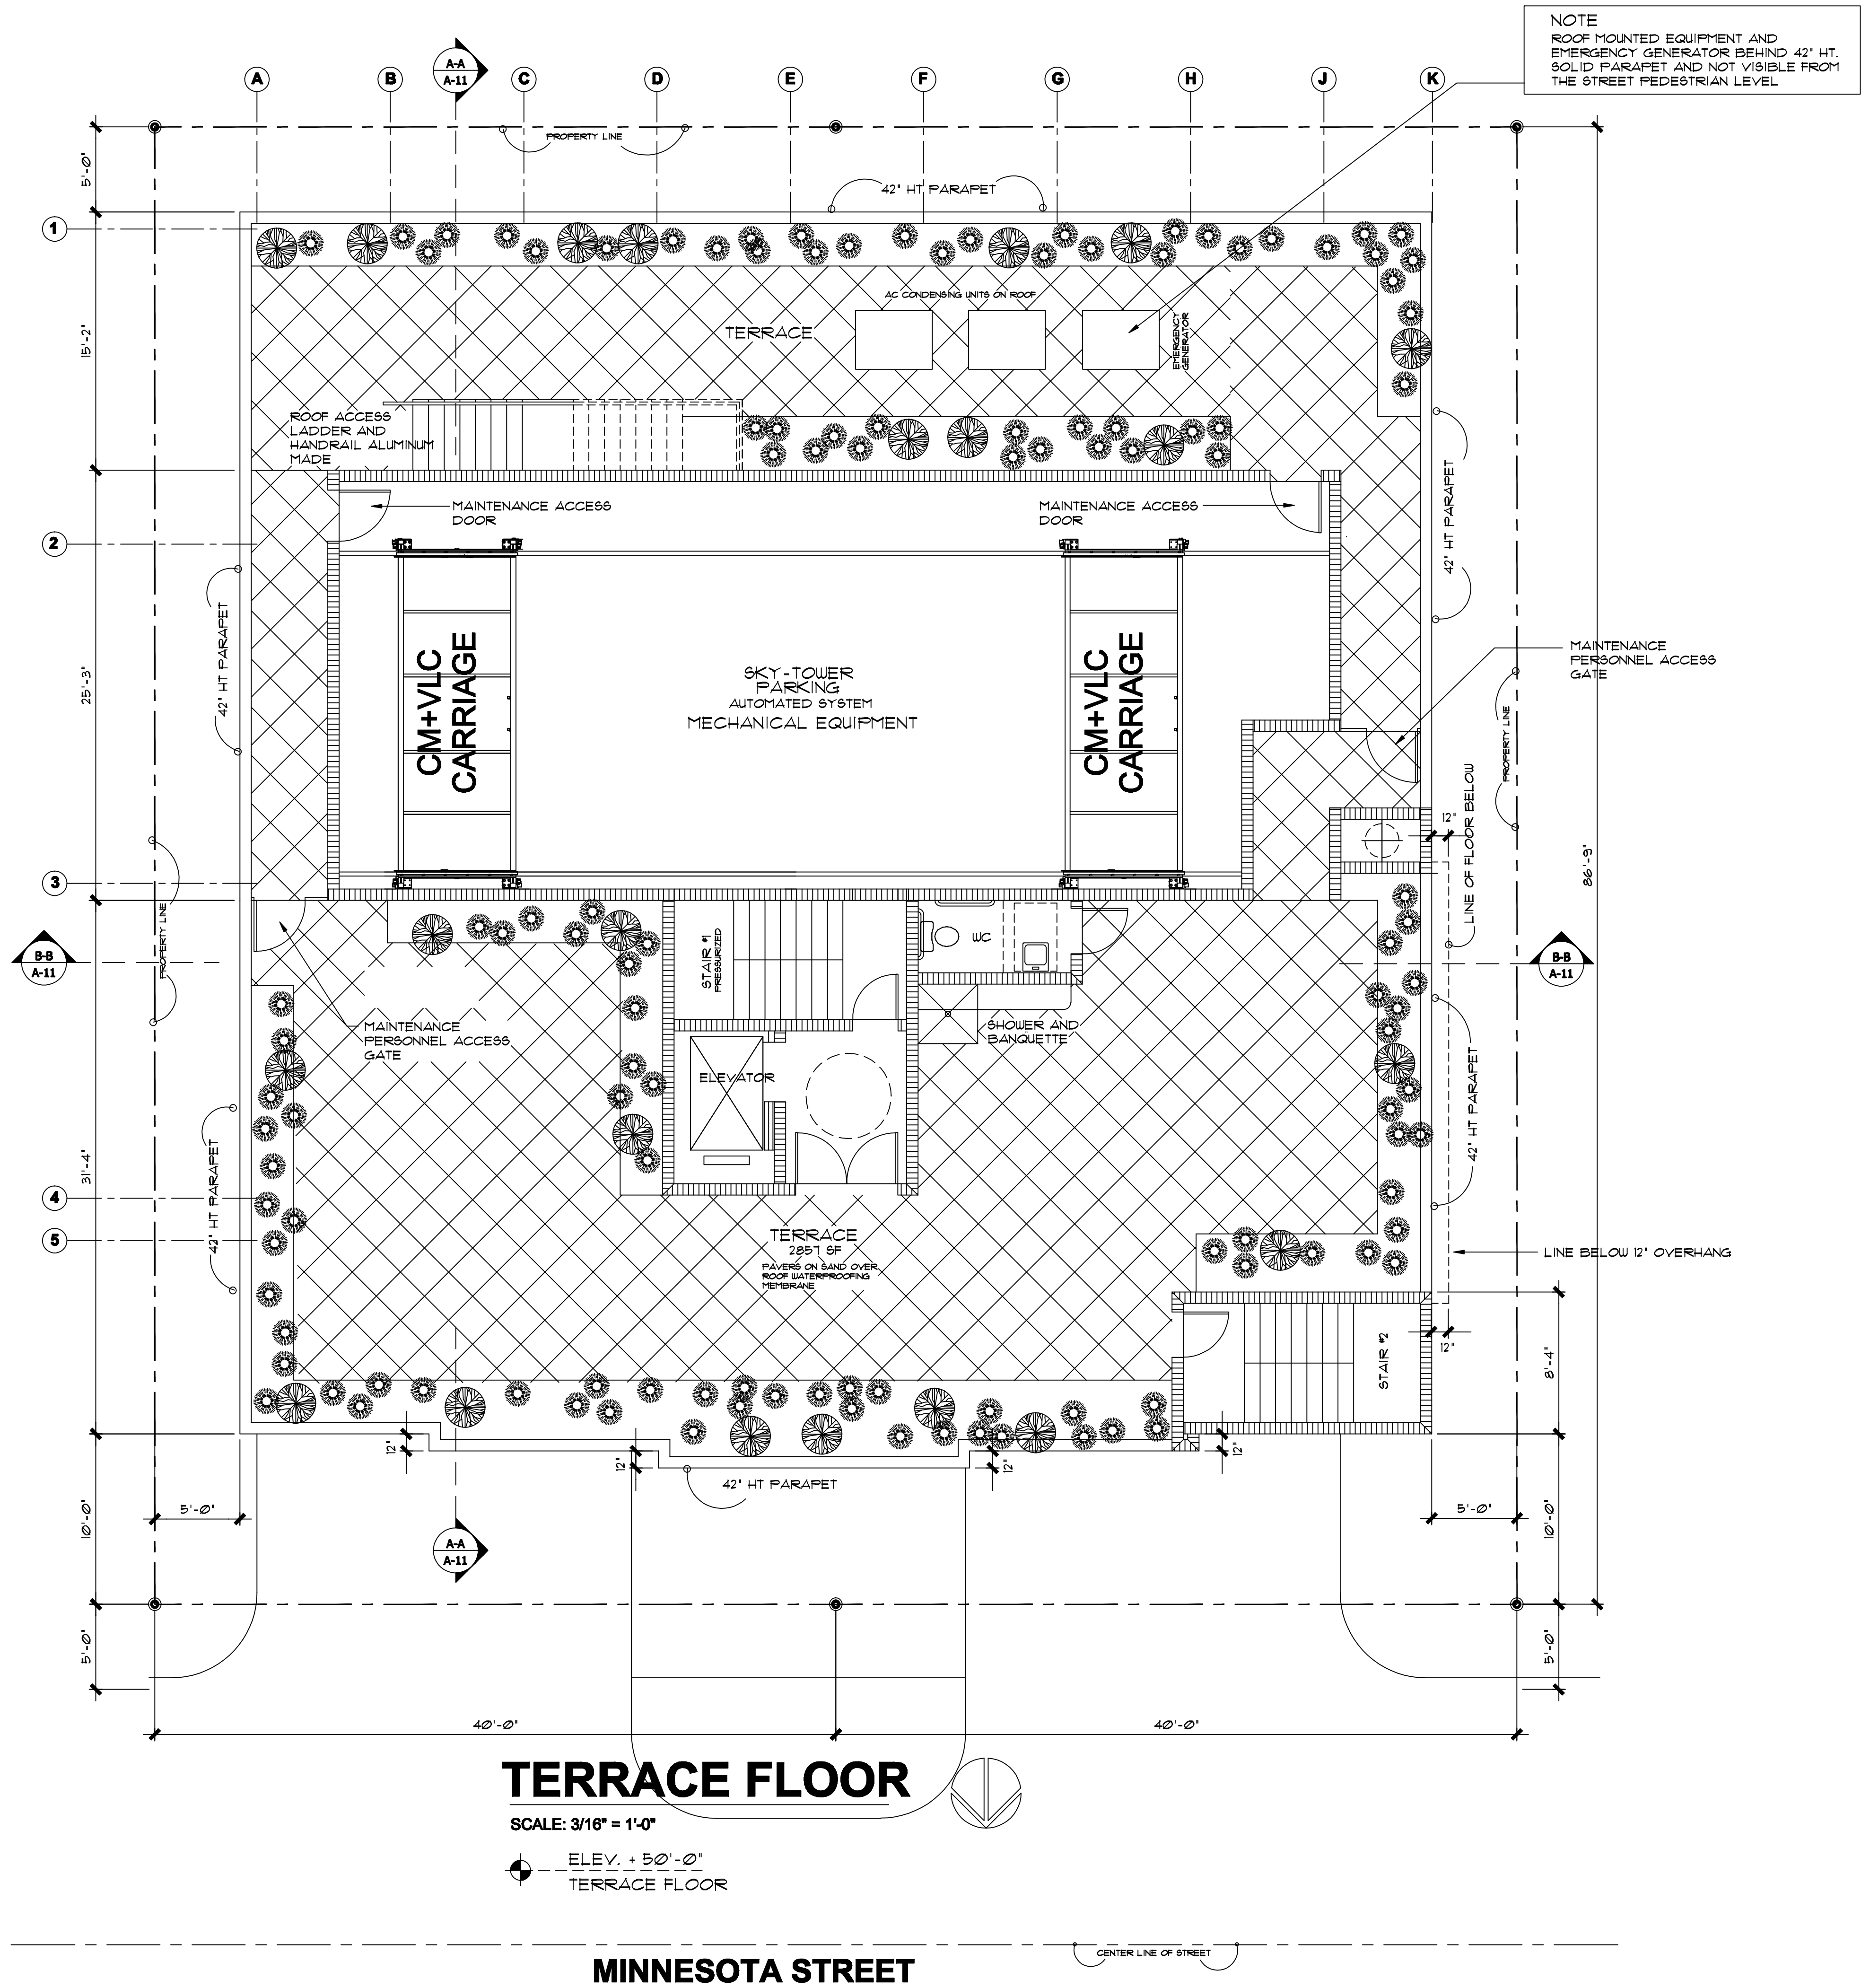 NOTE
ROOF MOUNTED EQUIPMENT AND
EMERGENCY GENERATOR BEHIND 42" HT.
SOLID PARAPET AND NOT VISIBLE FROM
THE STREET PEDESTRIAN LEVEL
A-A
A-11
A
B
C
D
E
F
G
H
J
K
PROPERTY LINE
5'-0"
42" HT PARAPET
1
AC CONDENSING UNITS ON ROOF
TERRACE
EMERGENCY
GENERATOR
15'-2"
ROOF ACCESS
LADDER AND
HANDRAIL ALUMINUM
MADE
MAINTENANCE ACCESS
DOOR
MAINTENANCE ACCESS
DOOR
42" HT PARAPET
2
42" HT PARAPET
25'-3"
CM+VLC
CARRIAGE
SKY-TOWER
PARKING
AUTOMATED SYSTEM
MECHANICAL EQUIPMENT
CM+VLC
CARRIAGE
MAINTENANCE
PERSONNEL ACCESS
GATE
PROPERTY LINE
LINE OF FLOOR BELOW
12"
86'-9"
3
PROPERTY LINE
B-B
A-11
STAIR #1
PRESSURIZED
WC
B-B
A-11
MAINTENANCE
PERSONNEL ACCESS
GATE
SHOWER AND
BANQUETTE
ELEVATOR
42" HT PARAPET
42" HT PARAPET
31'-4"
4
5
TERRACE
2857 SF
PAVERS ON SAND OVER
ROOF WATERPROOFING
MEMBRANE
LINE BELOW 12" OVERHANG
12"
STAIR #2
8'-4"
12"
12"
12"
12"
42" HT PARAPET
5'-0"
5'-0"
10'-0"
10'-0"
A-A
A-11
5'-0"
5'-0"
40'-0"
40'-0"
TERRACE FLOOR
SCALE: 3/16" = 1'-0"
ELEV. + 50'-0"
TERRACE FLOOR
CENTER LINE OF STREET
MINNESOTA STREET